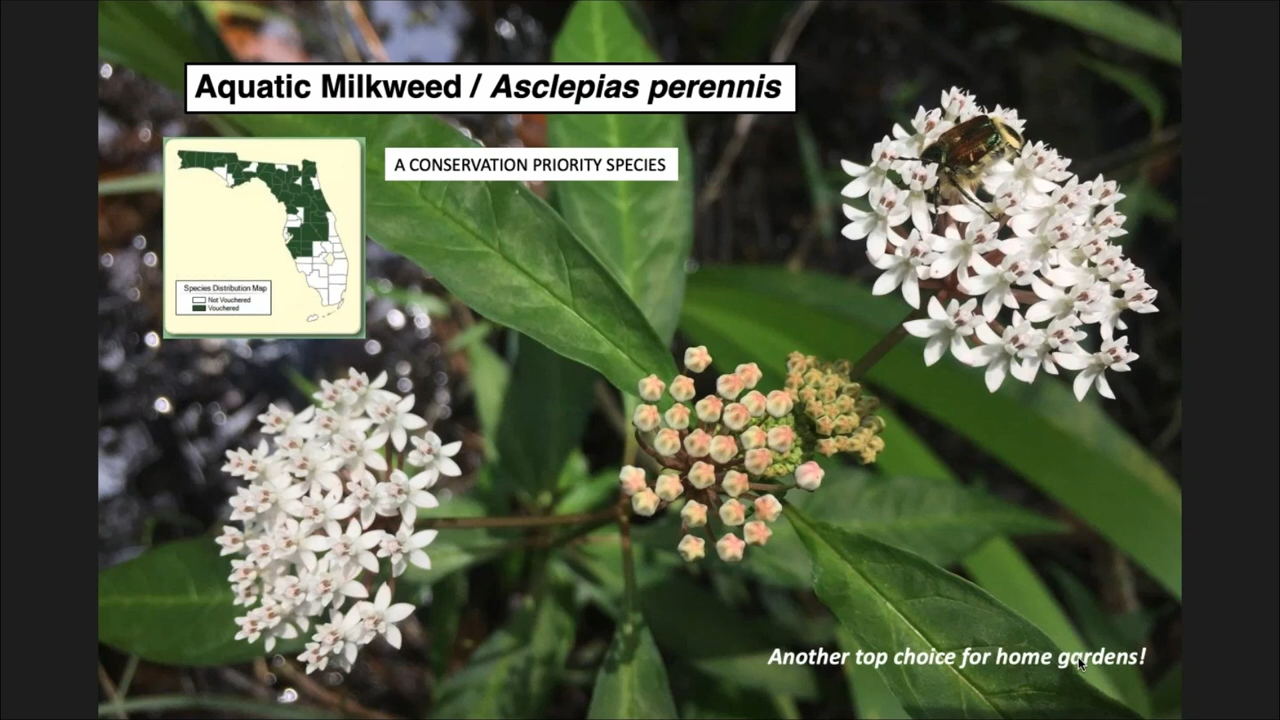 Aquatic Milkweed / Asclepias perennis
A CONSERVATION PRIORITY SPECIES
Species Distribution Map
Not Vouchered
Vouchered
Another top choice for home gardens!